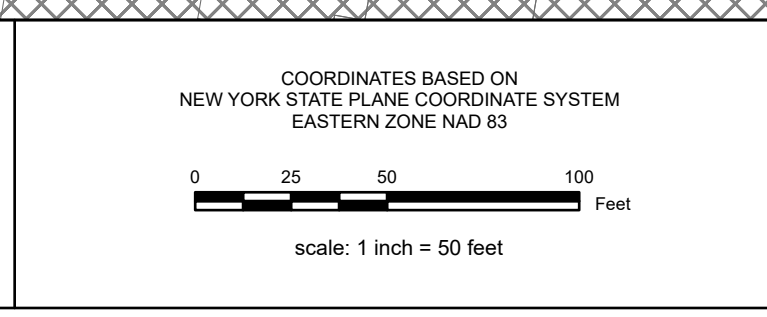 COORDINATES BASED ON
NEW YORK STATE PLANE COORDINATE SYSTEM
EASTERN ZONE NAD 83
0 25 50 100
Feet
scale: 1 inch = 50 feet